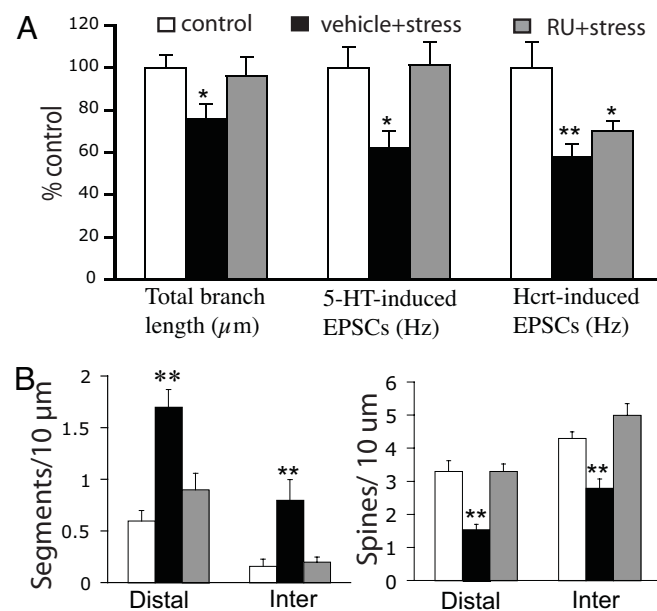 A
control vehicle+stress RU+stress
120
100
80
60
40
20
0
% control
* * ** *
Total branch
length (µm)
5-HT-induced
EPSCs (Hz)
Hcrt-induced
EPSCs (Hz)
B
Segments/10 µm
2
1.5
1
0.5
0
** **
Distal Inter
Spines/ 10 um
6
5
4
3
2
1
0
** **
Distal Inter